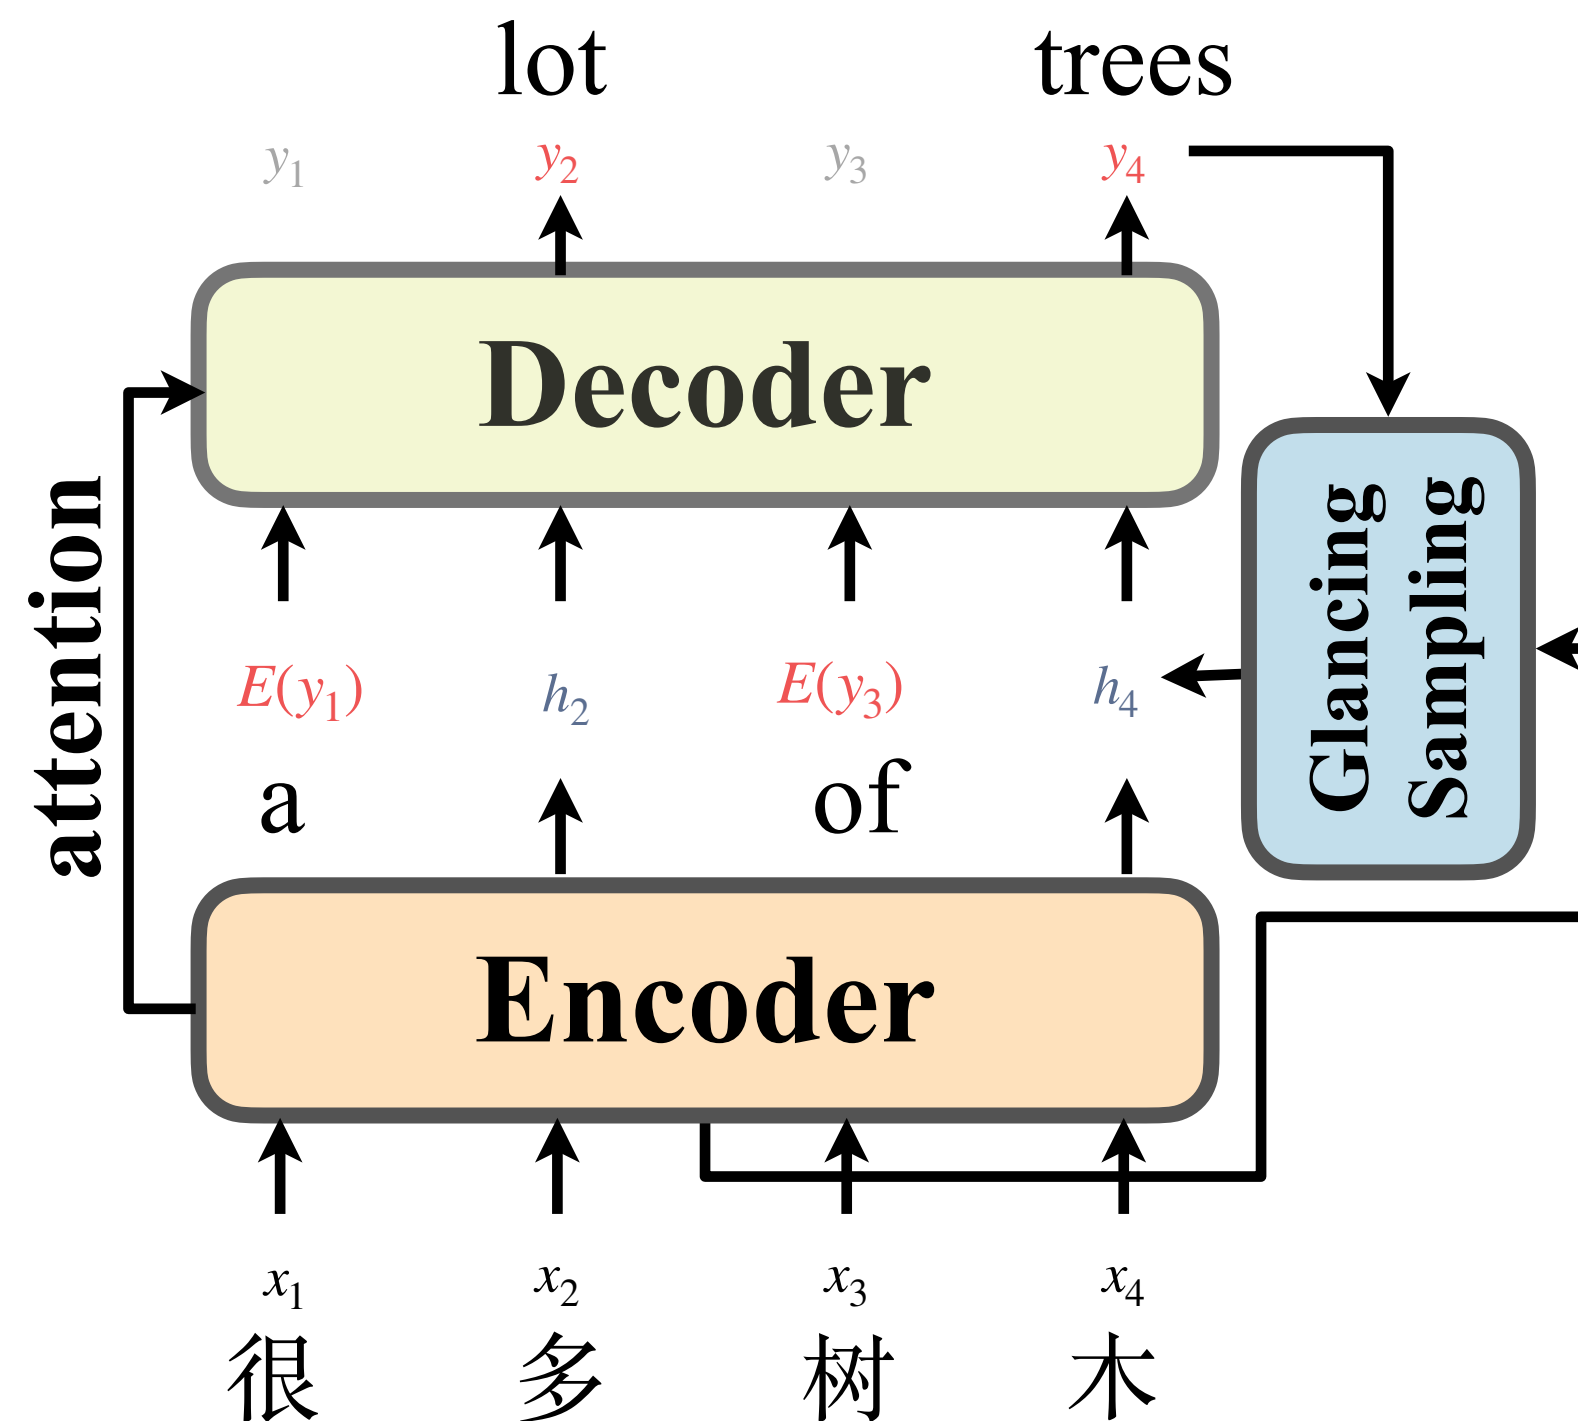 lot trees
y₁ y₂ y₃ y₄
Decoder
attention
Glancing
Sampling
E(y₁) h₂ E(y₃) h₄
a of
Encoder
x₁ x₂ x₃ x₄
很 多 树 木